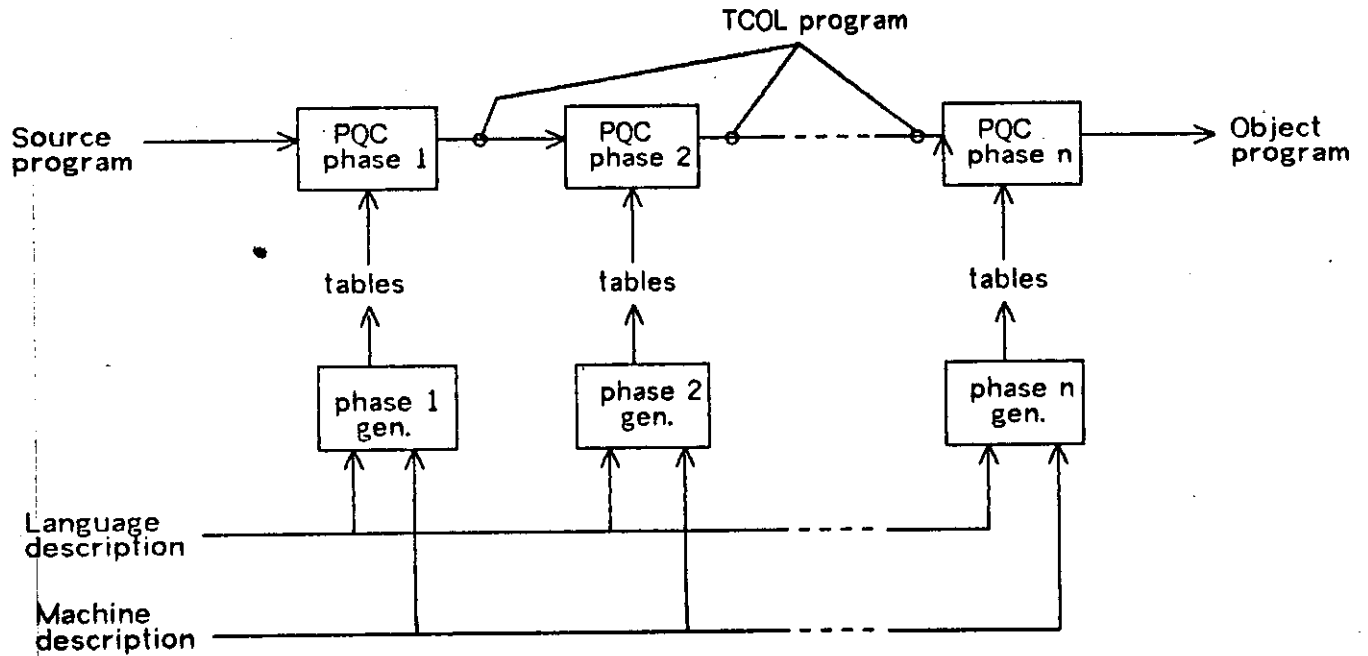 TCOL program
Source
program
PQC
phase 1
PQC
phase 2
PQC
phase n
Object
program
tables
tables
tables
phase 1
gen.
phase 2
gen.
phase n
gen.
Language
description
Machine
description